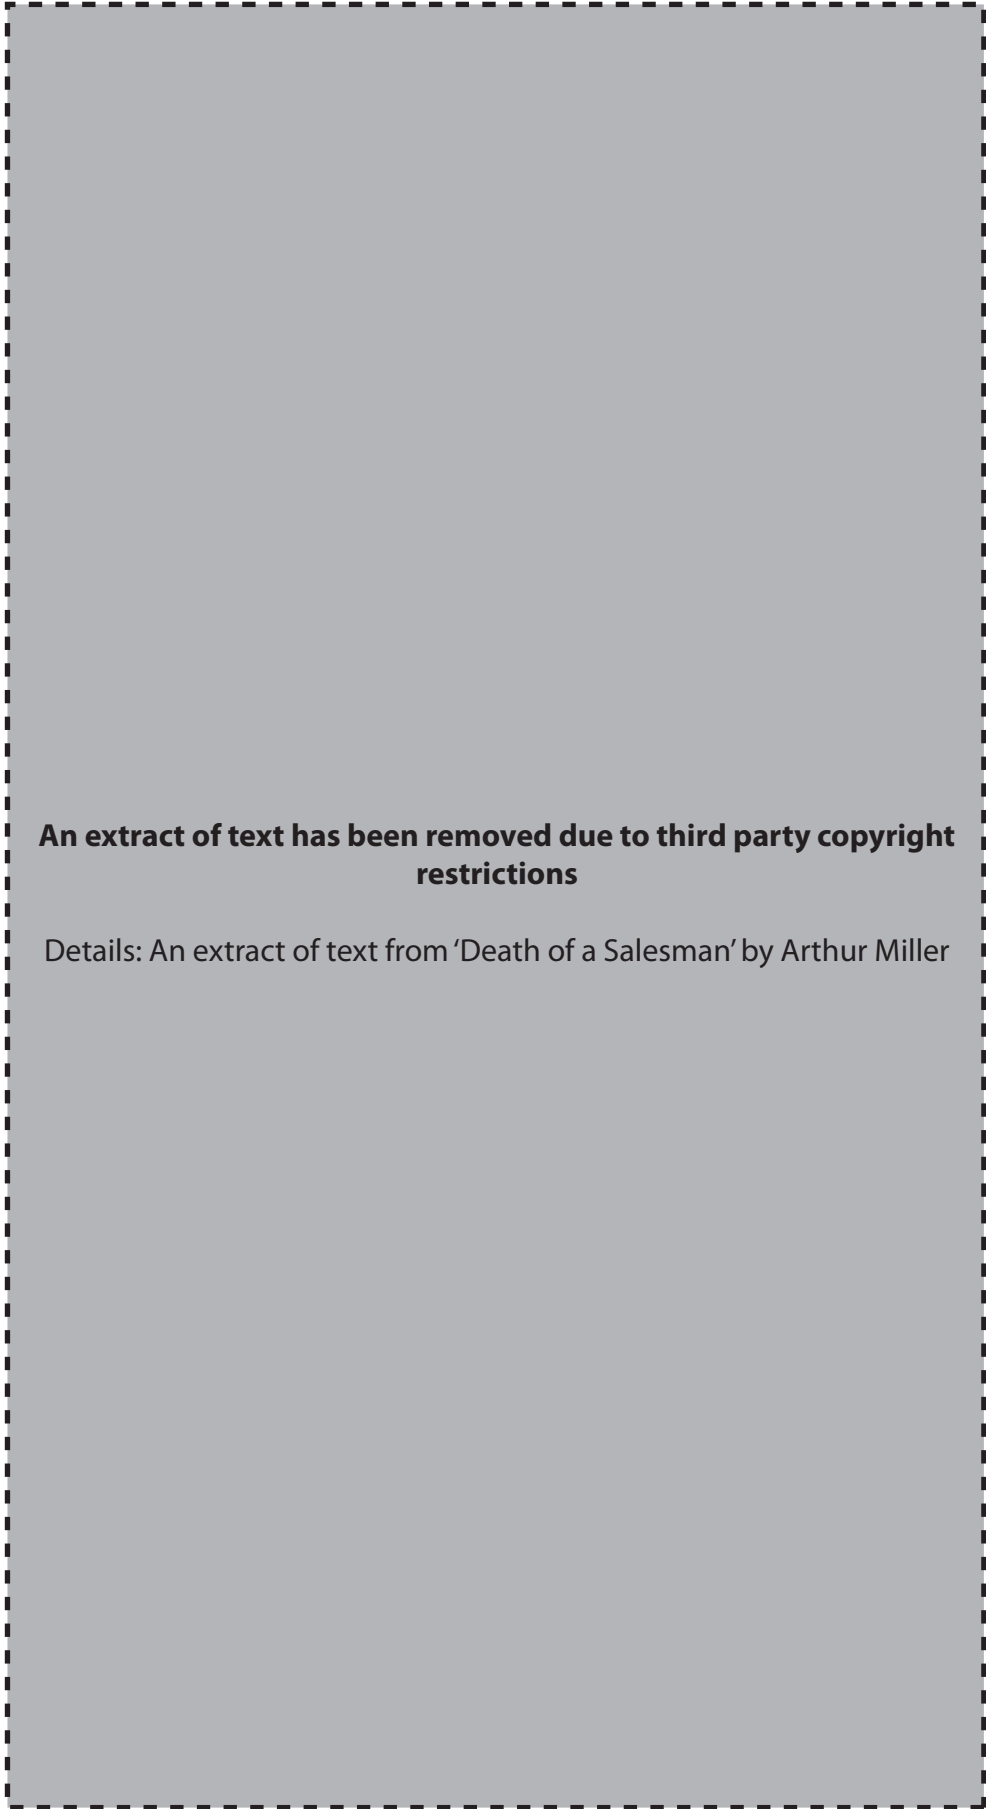 An extract of text has been removed due to third party copyright
restrictions
Details: An extract of text from ‘Death of a Salesman’ by Arthur Miller